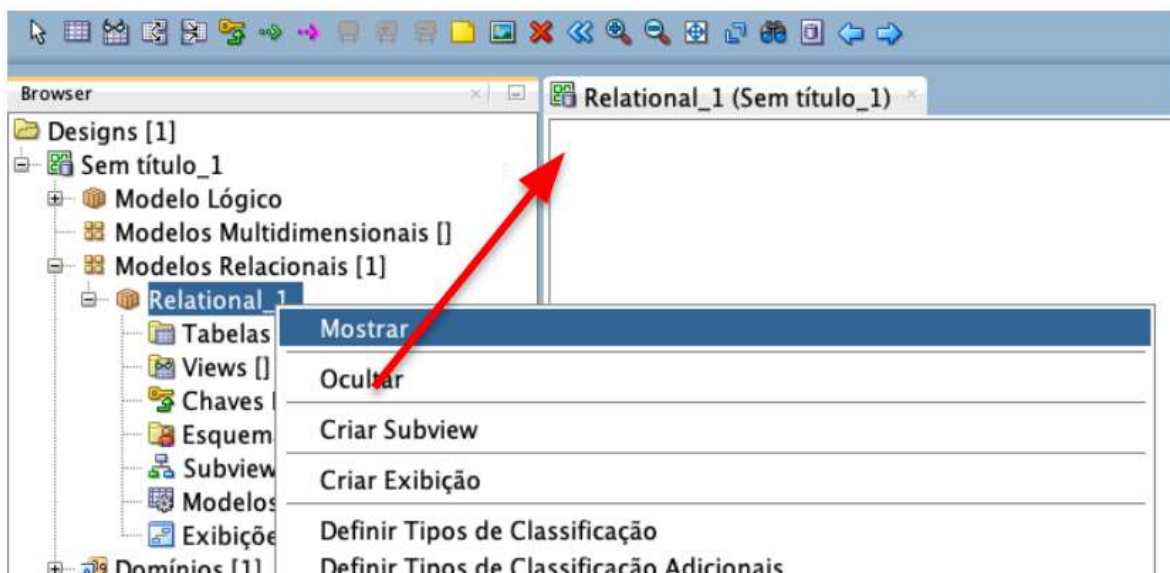 Browser
Relational_1 (Sem título_1)
Designs [1]
Sem título_1
Modelo Lógico
Modelos Multidimensionais []
Modelos Relacionais [1]
Relational_1
Tabelas
Views []
Chaves
Esquem
Subview
Modelos
Exibiçõe
Domínios [1]
Mostrar
Ocultar
Criar Subview
Criar Exibição
Definir Tipos de Classificação
Definir Tipos de Classificação Adicionais